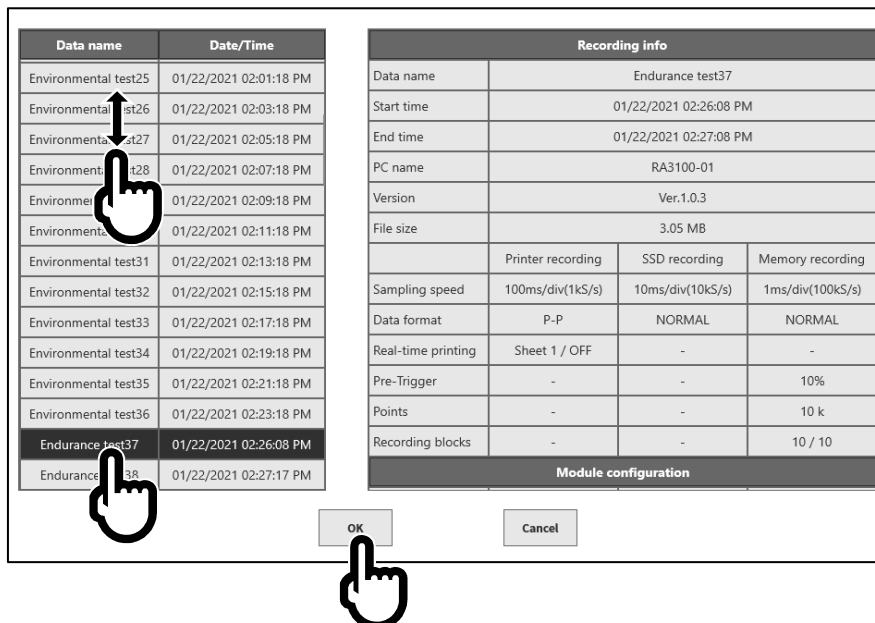 Data name Date/Time
Environmental test25 01/22/2021 02:01:18 PM
Environmental 01/22/2021 02:03:18 PM
01/22/2021 02:05:18 PM
01/22/2021 02:07:18 PM
01/22/2021 02:09:18 PM
01/22/2021 02:11:18 PM
Environmental test31 01/22/2021 02:13:18 PM
Environmental test32 01/22/2021 02:15:18 PM
Environmental test33 01/22/2021 02:17:18 PM
Environmental test34 01/22/2021 02:19:18 PM
Environmental test35 01/22/2021 02:21:18 PM
Environmental test36 01/22/2021 02:23:18 PM
Endurance test37 01/22/2021 02:26:08 PM
Endurance 01/22/2021 02:27:17 PM
Recording info
Data name Endurance test37
Start time 01/22/2021 02:26:08 PM
End time 01/22/2021 02:27:08 PM
PC name RA3100-01
Version Ver.1.0.3
File size 3.05 MB
Printer recording SSD recording Memory recording
Sampling speed 100ms/div(1kS/s) 10ms/div(10kS/s) 1ms/div(100kS/s)
Data format P-P NORMAL NORMAL
Real-time printing Sheet 1 / OFF - -
Pre-Trigger - - 10%
Points - - 10 k
Recording blocks - - 10 / 10
Module configuration
OK Cancel